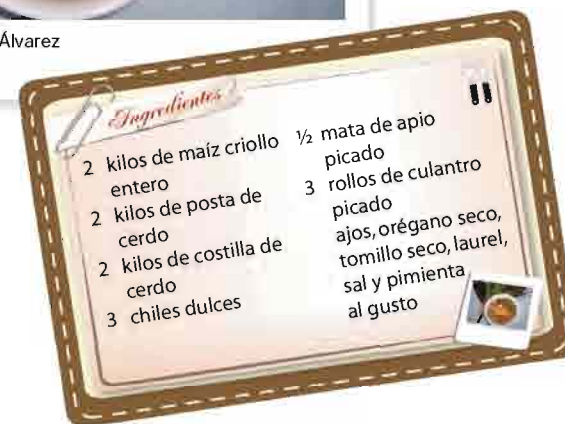 Álvarez
Ingredientes
2 kilos de maíz criollo
entero
2 kilos de posta de
cerdo
2 kilos de costilla de
cerdo
3 chiles dulces
½ mata de apio
picado
3 rollos de culantro
picado
ajos, orégano seco,
tomillo seco, laurel,
sal y pimienta
al gusto